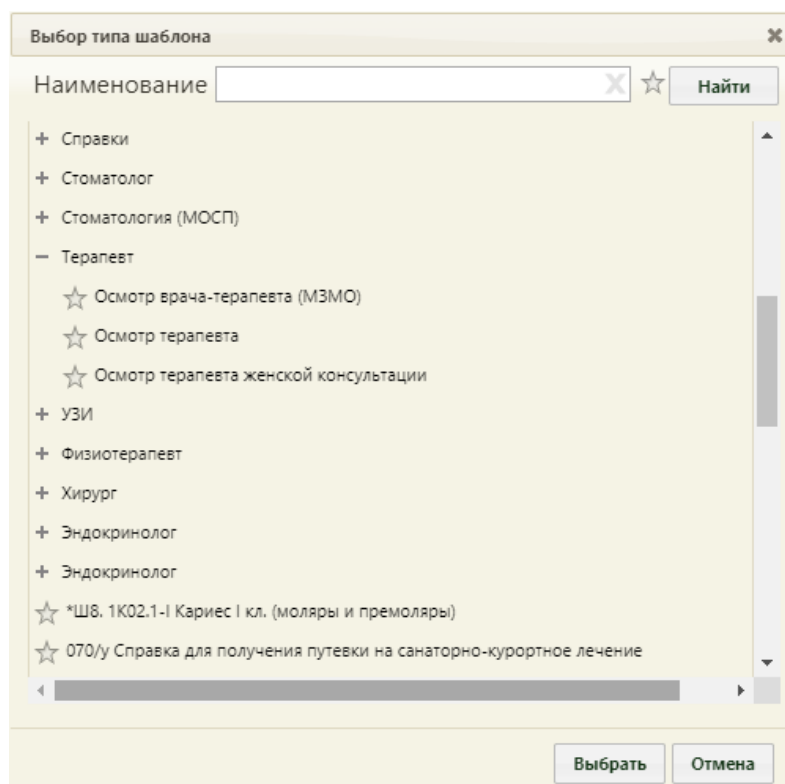 Выбор типа шаблона
Наименование Найти
Справки
Стоматолог
Стоматология (МОСП)
Терапевт
Осмотр врача-терапевта (МЗМО)
Осмотр терапевта
Осмотр терапевта женской консультации
УЗИ
Физиотерапевт
Хирург
Эндокринолог
Эндокринолог
*Ш8. 1К02.1-I Кариес I кл. (моляры и премоляры)
070/у Справка для получения путевки на санаторно-курортное лечение
Выбрать Отмена